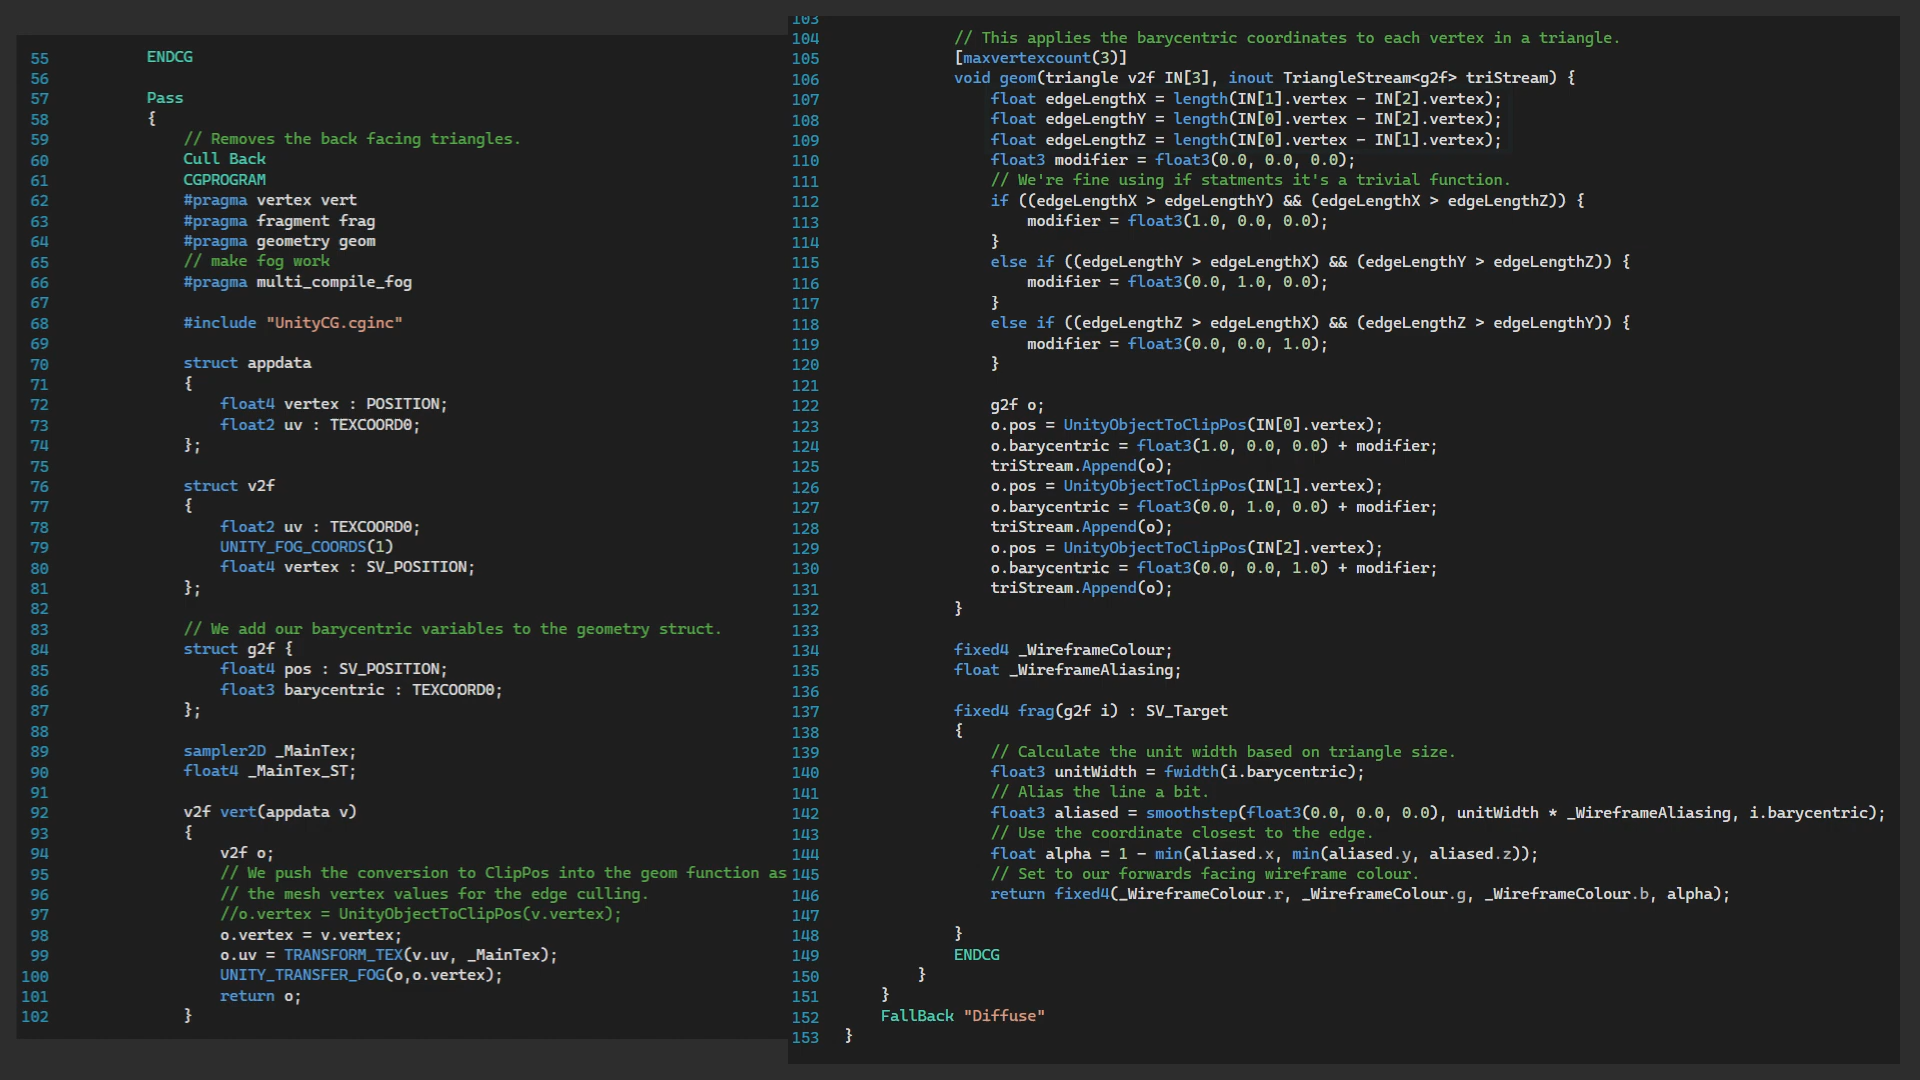 55 ENDCG
56
57 Pass
58 {
59 // Removes the back facing triangles.
60 Cull Back
61 CGPROGRAM
62 #pragma vertex vert
63 #pragma fragment frag
64 #pragma geometry geom
65 // make fog work
66 #pragma multi_compile_fog
67
68 #include "UnityCG.cginc"
69
70 struct appdata
71 {
72 float4 vertex : POSITION;
73 float2 uv : TEXCOORD0;
74 };
75
76 struct v2f
77 {
78 float2 uv : TEXCOORD0;
79 UNITY_FOG_COORDS(1)
80 float4 vertex : SV_POSITION;
81 };
82
83 // We add our barycentric variables to the geometry struct.
84 struct g2f {
85 float4 pos : SV_POSITION;
86 float3 barycentric : TEXCOORD0;
87 };
88
89 sampler2D _MainTex;
90 float4 _MainTex_ST;
91
92 v2f vert(appdata v)
93 {
94 v2f o;
95 // We push the conversion to ClipPos into the geom function as
96 // the mesh vertex values for the edge culling.
97 //o.vertex = UnityObjectToClipPos(v.vertex);
98 o.vertex = v.vertex;
99 o.uv = TRANSFORM_TEX(v.uv, _MainTex);
100 UNITY_TRANSFER_FOG(o,o.vertex);
101 return o;
102 }
103
104 // This applies the barycentric coordinates to each vertex in a triangle.
105 [maxvertexcount(3)]
106 void geom(triangle v2f IN[3], inout TriangleStream<g2f> triStream) {
107 float edgeLengthX = length(IN[1].vertex - IN[2].vertex);
108 float edgeLengthY = length(IN[0].vertex - IN[2].vertex);
109 float edgeLengthZ = length(IN[0].vertex - IN[1].vertex);
110 float3 modifier = float3(0.0, 0.0, 0.0);
111 // We're fine using if statments it's a trivial function.
112 if ((edgeLengthX > edgeLengthY) && (edgeLengthX > edgeLengthZ)) {
113 modifier = float3(1.0, 0.0, 0.0);
114 }
115 else if ((edgeLengthY > edgeLengthX) && (edgeLengthY > edgeLengthZ)) {
116 modifier = float3(0.0, 1.0, 0.0);
117 }
118 else if ((edgeLengthZ > edgeLengthX) && (edgeLengthZ > edgeLengthY)) {
119 modifier = float3(0.0, 0.0, 1.0);
120 }
121
122 g2f o;
123 o.pos = UnityObjectToClipPos(IN[0].vertex);
124 o.barycentric = float3(1.0, 0.0, 0.0) + modifier;
125 triStream.Append(o);
126 o.pos = UnityObjectToClipPos(IN[1].vertex);
127 o.barycentric = float3(0.0, 1.0, 0.0) + modifier;
128 triStream.Append(o);
129 o.pos = UnityObjectToClipPos(IN[2].vertex);
130 o.barycentric = float3(0.0, 0.0, 1.0) + modifier;
131 triStream.Append(o);
132 }
133
134 fixed4 _WireframeColour;
135 float _WireframeAliasing;
136
137 fixed4 frag(g2f i) : SV_Target
138 {
139 // Calculate the unit width based on triangle size.
140 float3 unitWidth = fwidth(i.barycentric);
141 // Alias the line a bit.
142 float3 aliased = smoothstep(float3(0.0, 0.0, 0.0), unitWidth * _WireframeAliasing, i.barycentric);
143 // Use the coordinate closest to the edge.
144 float alpha = 1 - min(aliased.x, min(aliased.y, aliased.z));
145 // Set to our forwards facing wireframe colour.
146 return fixed4(_WireframeColour.r, _WireframeColour.g, _WireframeColour.b, alpha);
147
148 }
149 ENDCG
150 }
151 }
152 FallBack "Diffuse"
153 }